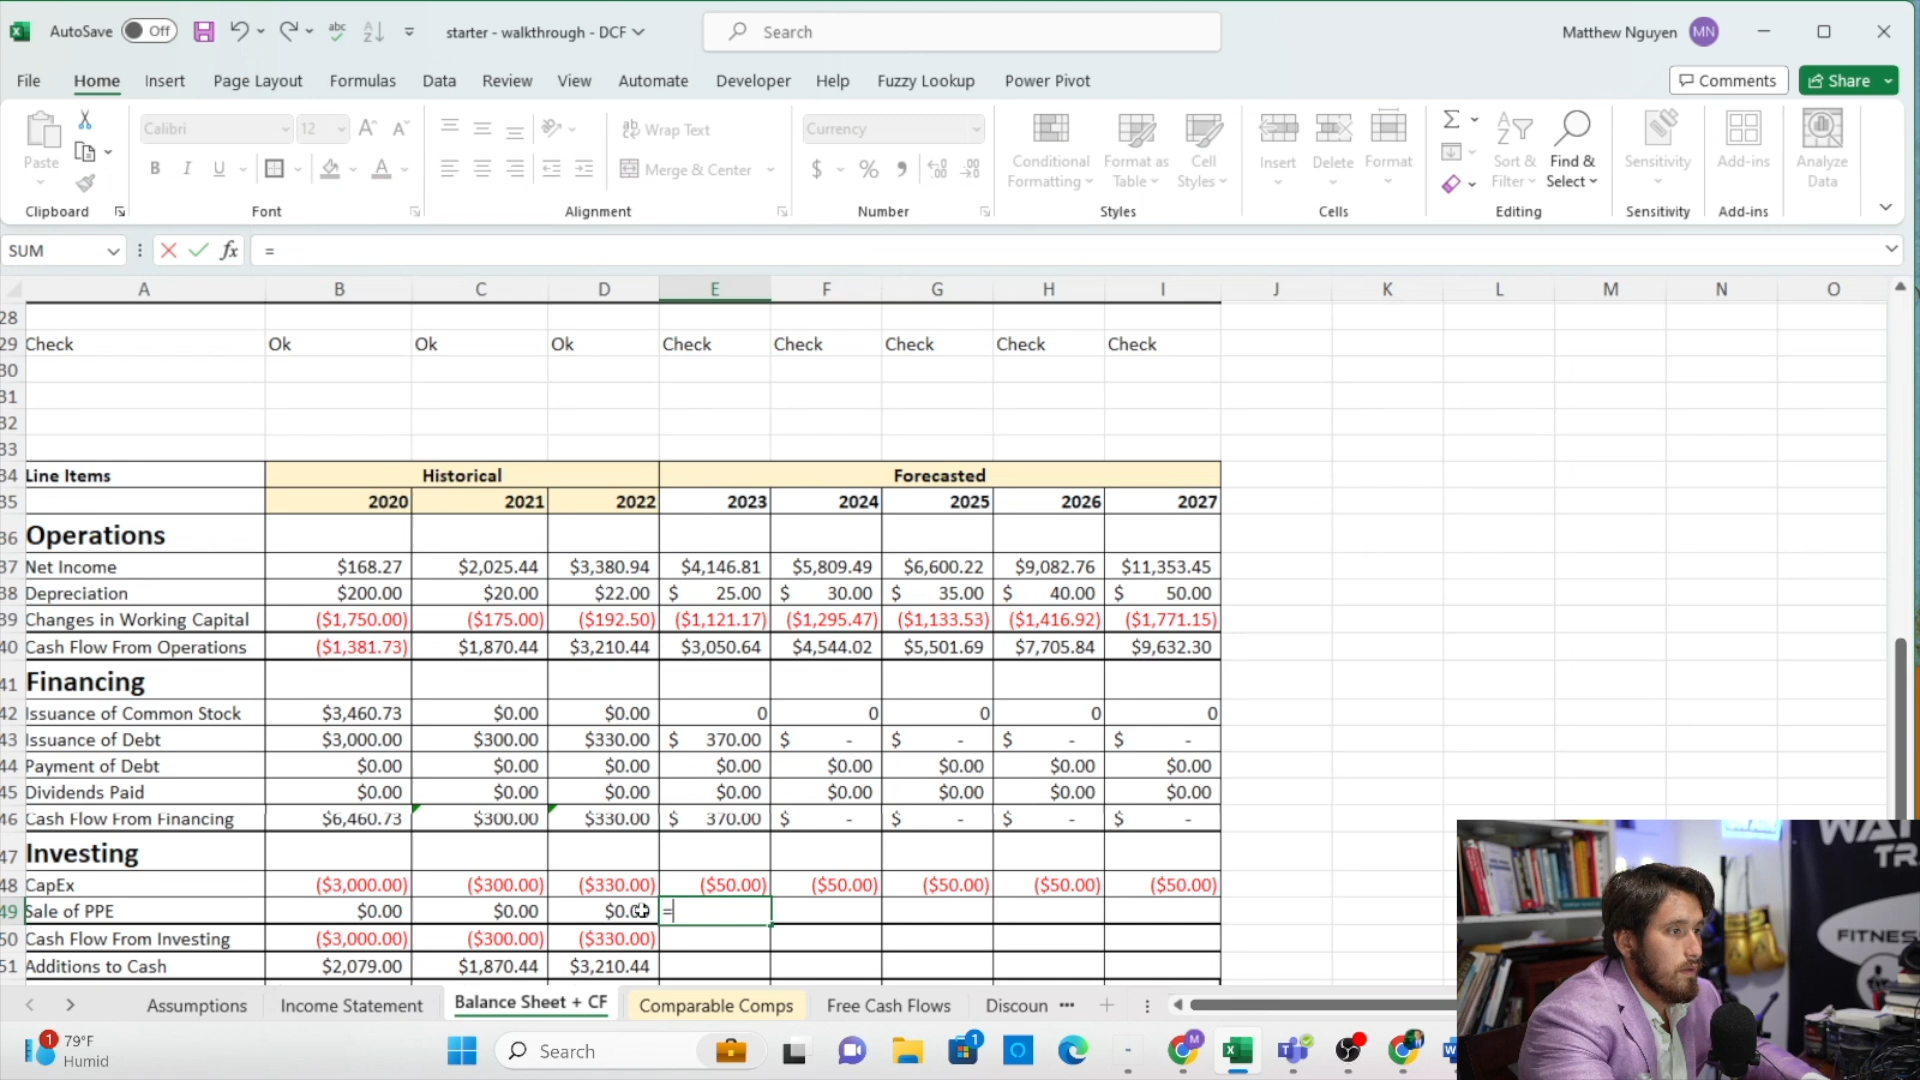 AutoSave Off starter - walkthrough - DCF Search Matthew Nguyen MN
File Home Insert Page Layout Formulas Data Review View Automate Developer Help Fuzzy Lookup Power Pivot Comments Share
Paste Calibri 12 Wrap Text Merge & Center Currency Conditional Formatting Format as Table Cell Styles Insert Delete Format Sort & Filter Find & Select Sensitivity Add-ins Analyze Data
Clipboard Font Alignment Number Styles Cells Editing Sensitivity Add-ins
SUM fx =
A B C D E F G H I J K L M N O
28
29 Check Ok Ok Ok Check Check Check Check Check
30
31
32
33
34 Line Items Historical Forecasted
35 2020 2021 2022 2023 2024 2025 2026 2027
36 Operations
37 Net Income $168.27 $2,025.44 $3,380.94 $4,146.81 $5,809.49 $6,600.22 $9,082.76 $11,353.45
38 Depreciation $200.00 $20.00 $22.00 $ 25.00 $ 30.00 $ 35.00 $ 40.00 $ 50.00
39 Changes in Working Capital ($1,750.00) ($175.00) ($192.50) ($1,121.17) ($1,295.47) ($1,133.53) ($1,416.92) ($1,771.15)
40 Cash Flow From Operations ($1,381.73) $1,870.44 $3,210.44 $3,050.64 $4,544.02 $5,501.69 $7,705.84 $9,632.30
41 Financing
42 Issuance of Common Stock $3,460.73 $0.00 $0.00 0 0 0 0 0
43 Issuance of Debt $3,000.00 $300.00 $330.00 $ 370.00 $ - $ - $ - $ -
44 Payment of Debt $0.00 $0.00 $0.00 $0.00 $0.00 $0.00 $0.00 $0.00
45 Dividends Paid $0.00 $0.00 $0.00 $0.00 $0.00 $0.00 $0.00 $0.00
46 Cash Flow From Financing $6,460.73 $300.00 $330.00 $ 370.00 $ - $ - $ - $ -
47 Investing
48 CapEx ($3,000.00) ($300.00) ($330.00) ($50.00) ($50.00) ($50.00) ($50.00) ($50.00)
49 Sale of PPE $0.00 $0.00 $0.00 =
50 Cash Flow From Investing ($3,000.00) ($300.00) ($330.00)
51 Additions to Cash $2,079.00 $1,870.44 $3,210.44
Assumptions Income Statement Balance Sheet + CF Comparable Comps Free Cash Flows Discoun ...
1 79°F
Humid
Search
FITNES